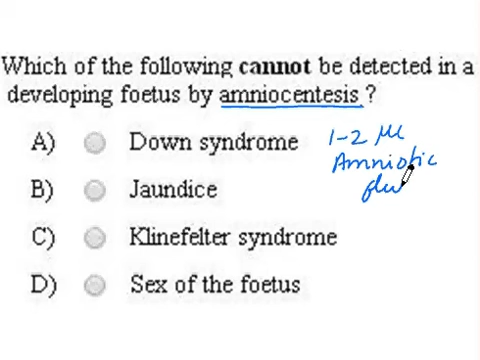 Which of the following cannot be detected in a
developing foetus by amniocentesis ?
A) Down syndrome
B) Jaundice
C) Klinefelter syndrome
D) Sex of the foetus
1-2 μL
Amniotic
flu